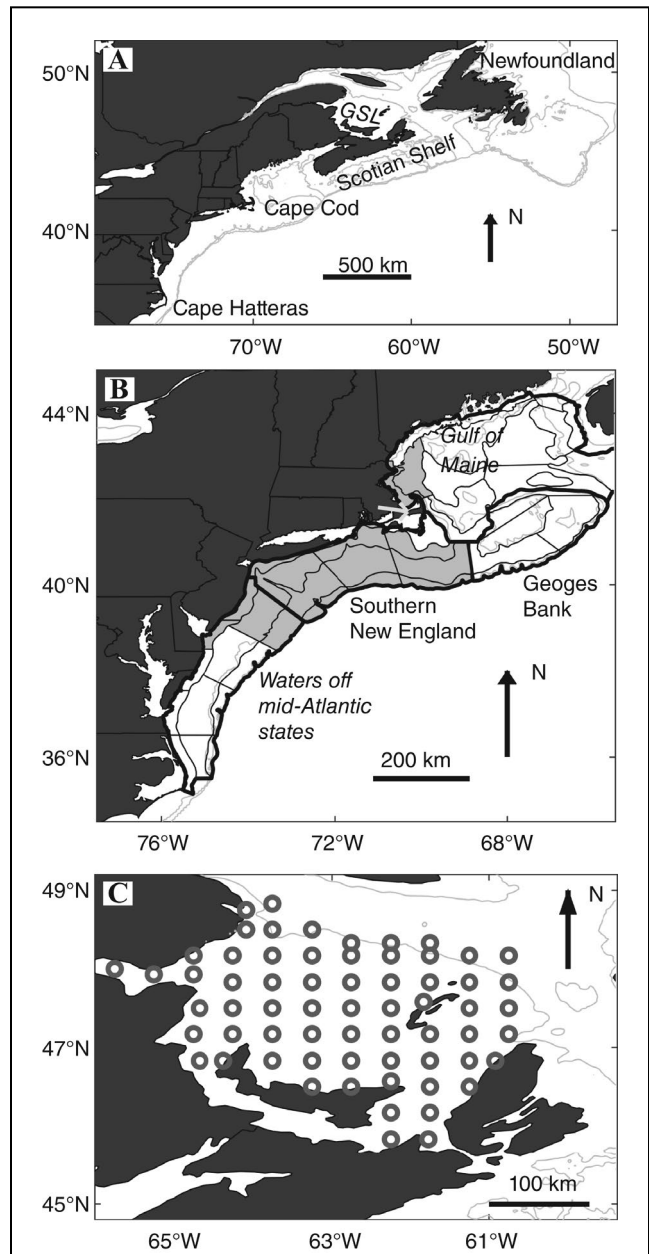 A
50°N
Newfoundland
GSL
Scotian Shelf
Cape Cod
40°N
N
500 km
Cape Hatteras
70°W
60°W
50°W
B
44°N
Gulf of
Maine
40°N
Geoges
Bank
Southern
New England
N
Waters off
mid-Atlantic
states
36°N
200 km
76°W
72°W
68°W
C
49°N
N
47°N
100 km
45°N
65°W
63°W
61°W